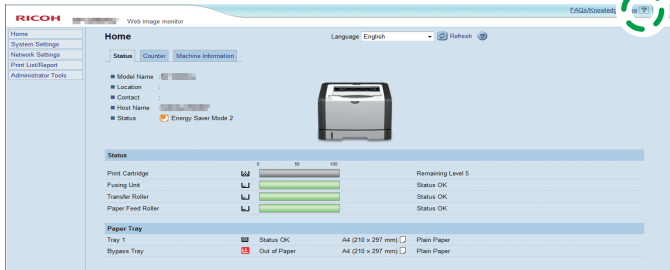 FAQs/Knowledge ?
RICOH Web image monitor
Home
System Settings
Network Settings
Print List/Report
Administrator Tools
Home Language English Refresh ?
Status Counter Machine Information
Model Name :
Location :
Contact :
Host Name :
Status : Energy Saver Mode 2
Status
0 50 100
Print Cartridge Remaining Level 5
Fusing Unit Status OK
Transfer Roller Status OK
Paper Feed Roller Status OK
Paper Tray
Tray 1 Status OK A4 (210 x 297 mm) Plain Paper
Bypass Tray Out of Paper A4 (210 x 297 mm) Plain Paper